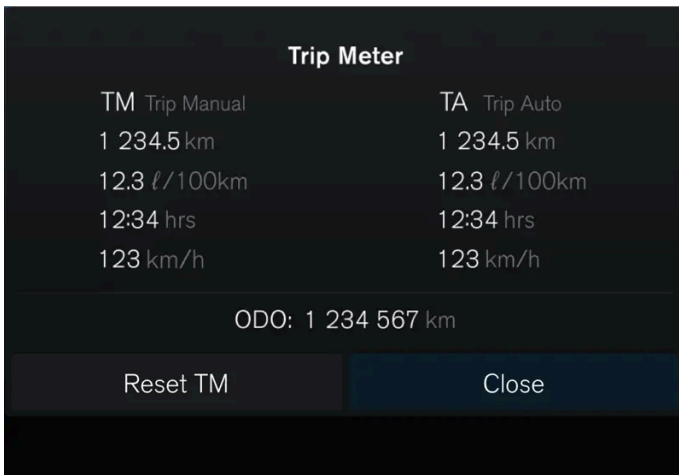 Trip Meter
TM Trip Manual
1 234.5 km
12.3 ℓ/100km
12:34 hrs
123 km/h
TA Trip Auto
1 234.5 km
12.3 ℓ/100km
12:34 hrs
123 km/h
ODO: 1 234 567 km
Reset TM
Close